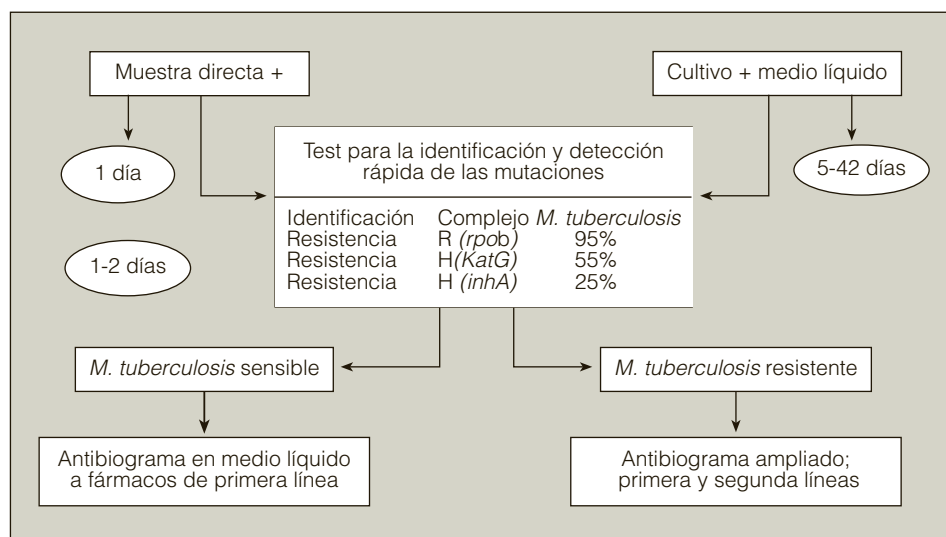 Muestra directa +
Cultivo + medio líquido
1 día
5-42 días
Test para la identificación y detección
rápida de las mutaciones
Identificación Complejo M. tuberculosis
Resistencia R (rpob) 95%
Resistencia H(KatG) 55%
Resistencia H (inhA) 25%
1-2 días
M. tuberculosis sensible
M. tuberculosis resistente
Antibiograma en medio líquido
a fármacos de primera línea
Antibiograma ampliado;
primera y segunda líneas